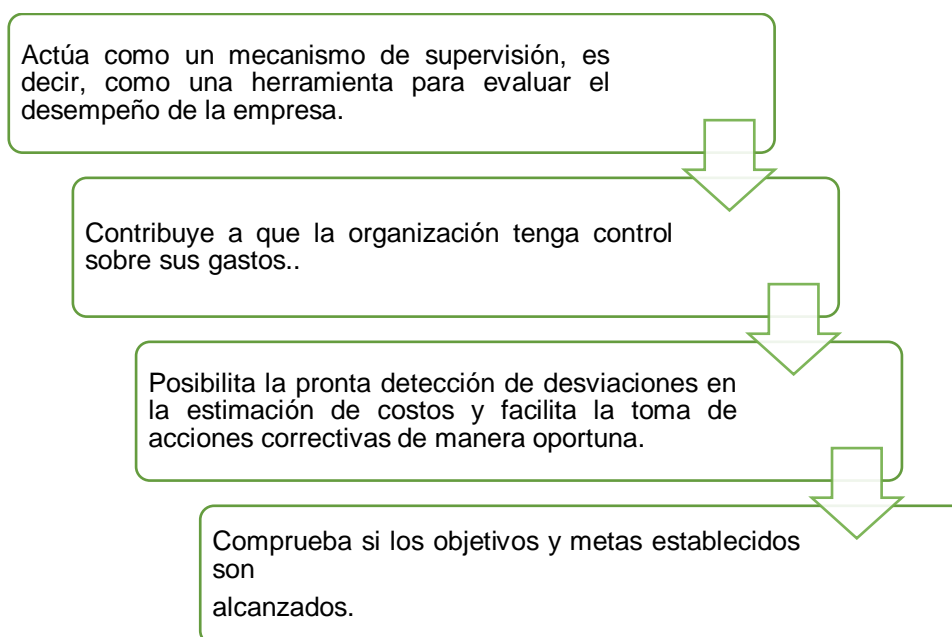 Actúa como un mecanismo de supervisión, es
decir, como una herramienta para evaluar el
desempeño de la empresa.
Contribuye a que la organización tenga control
sobre sus gastos..
Posibilita la pronta detección de desviaciones en
la estimación de costos y facilita la toma de
acciones correctivas de manera oportuna.
Comprueba si los objetivos y metas establecidos
son
alcanzados.